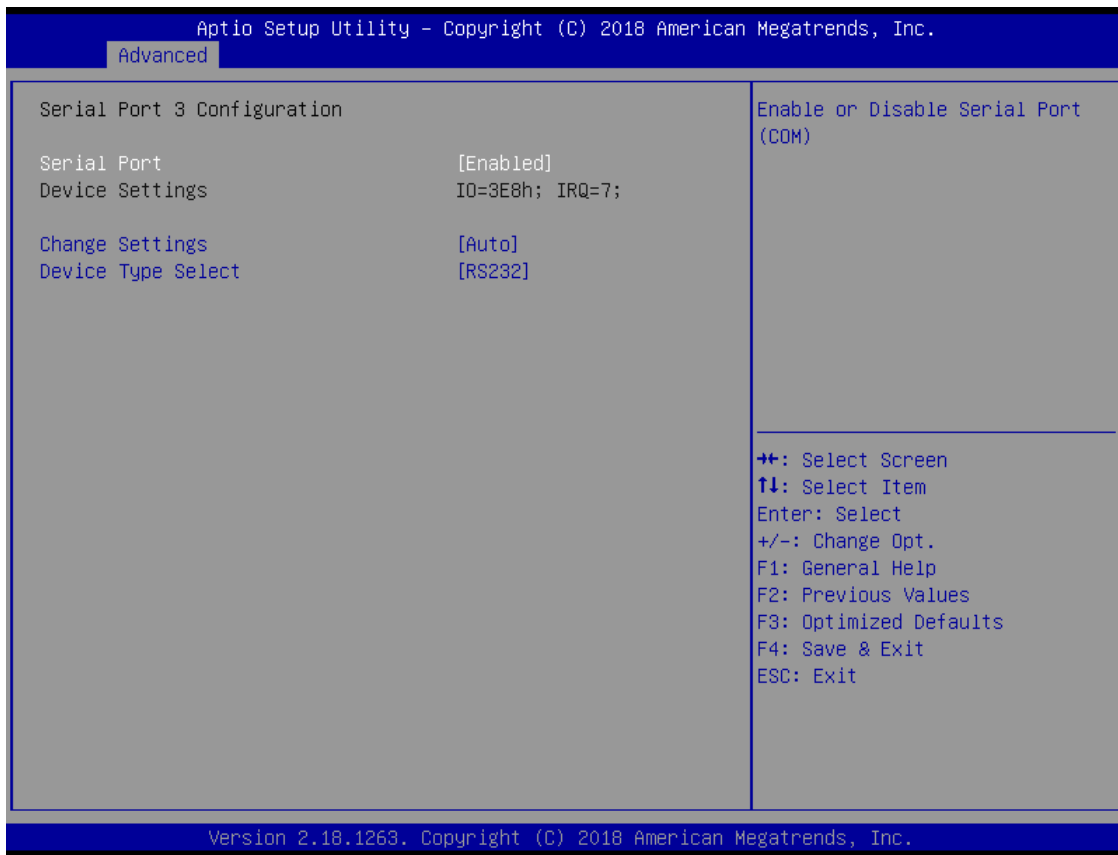 Aptio Setup Utility – Copyright (C) 2018 American Megatrends, Inc.
Advanced
Serial Port 3 Configuration
Serial Port [Enabled]
Device Settings IO=3E8h; IRQ=7;
Change Settings [Auto]
Device Type Select [RS232]
Enable or Disable Serial Port
(COM)
→←: Select Screen
↑↓: Select Item
Enter: Select
+/-: Change Opt.
F1: General Help
F2: Previous Values
F3: Optimized Defaults
F4: Save & Exit
ESC: Exit
Version 2.18.1263. Copyright (C) 2018 American Megatrends, Inc.